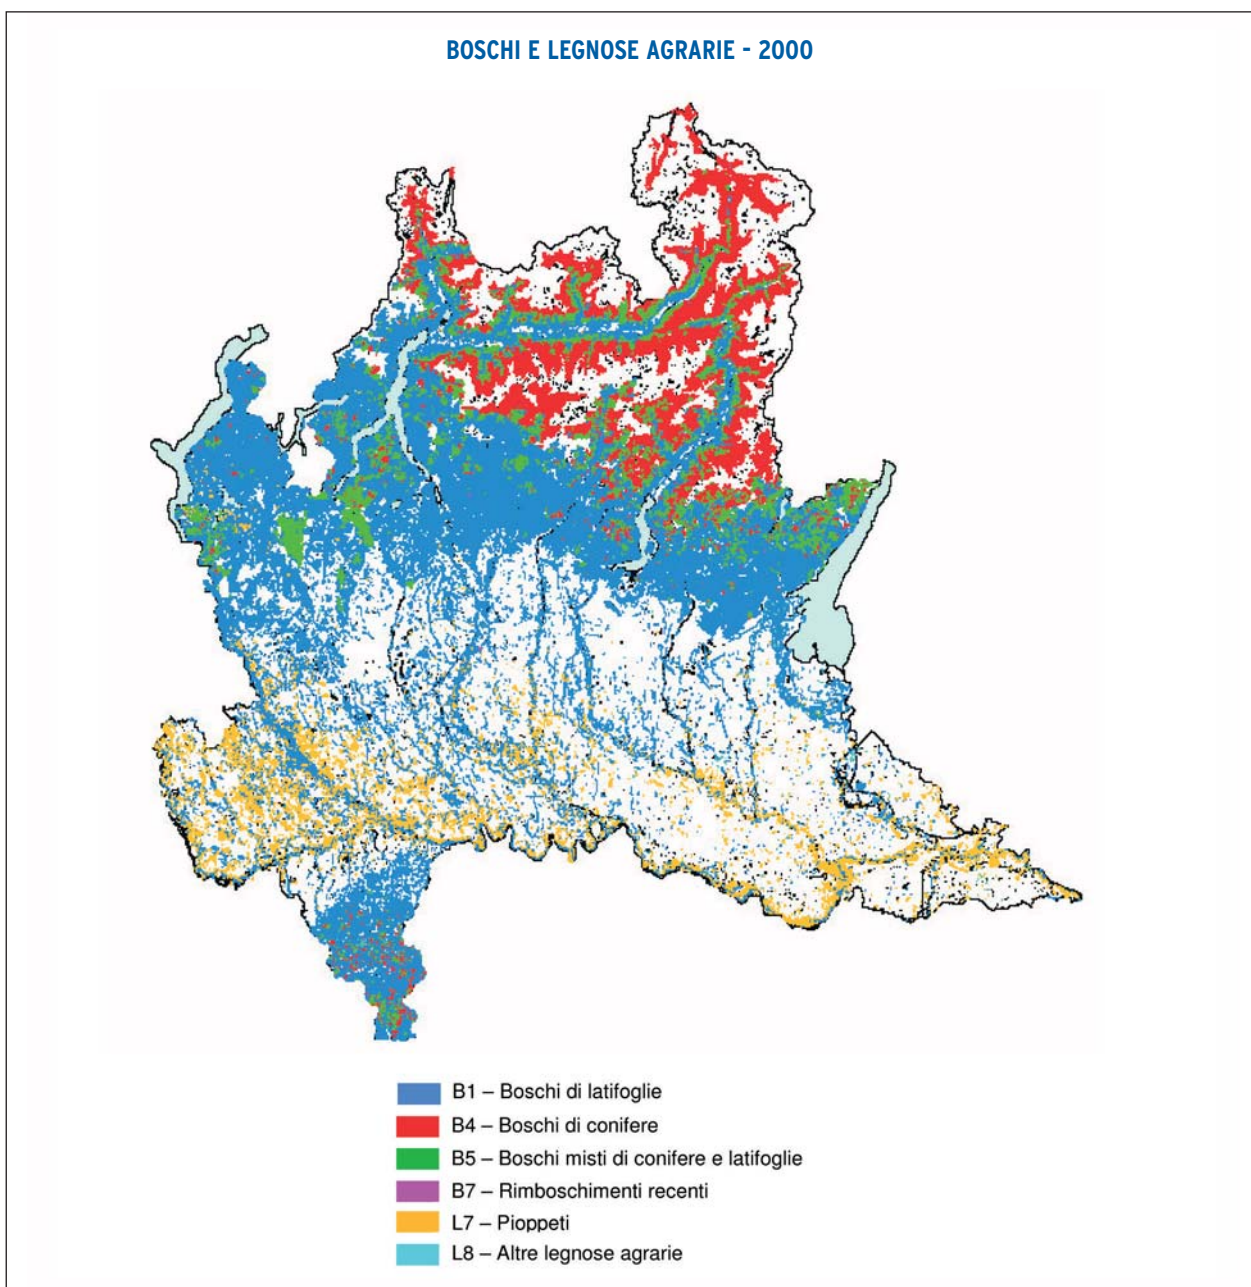 BOSCHI E LEGNOSE AGRARIE - 2000
B1 – Boschi di latifoglie
B4 – Boschi di conifere
B5 – Boschi misti di conifere e latifoglie
B7 – Rimboschimenti recenti
L7 – Pioppeti
L8 – Altre legnose agrarie